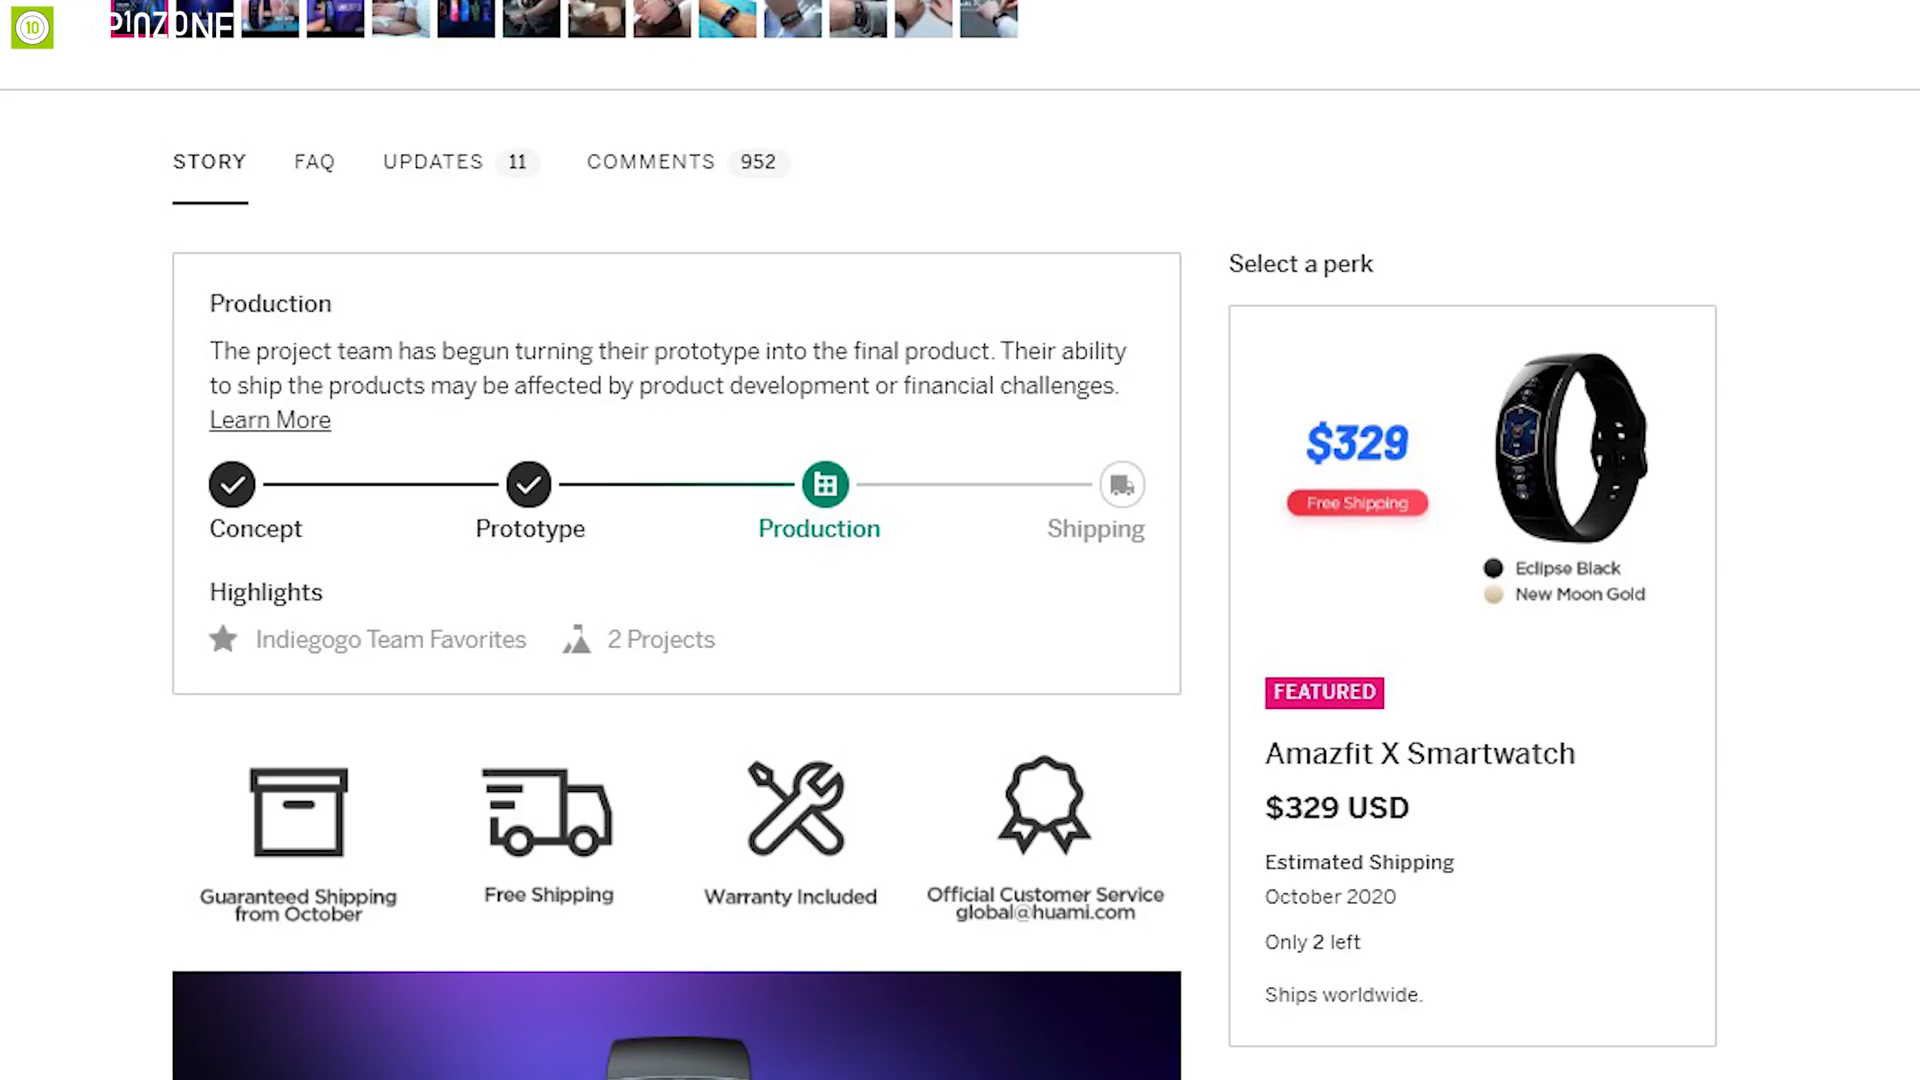 10
STORY
FAQ
UPDATES 11
COMMENTS 952
Production
The project team has begun turning their prototype into the final product. Their ability
to ship the products may be affected by product development or financial challenges.
Learn More
Concept
Prototype
Production
Shipping
Highlights
Indiegogo Team Favorites
2 Projects
Guaranteed Shipping
from October
Free Shipping
Warranty Included
Official Customer Service
global@huami.com
Select a perk
$329
Free Shipping
Eclipse Black
New Moon Gold
FEATURED
Amazfit X Smartwatch
$329 USD
Estimated Shipping
October 2020
Only 2 left
Ships worldwide.